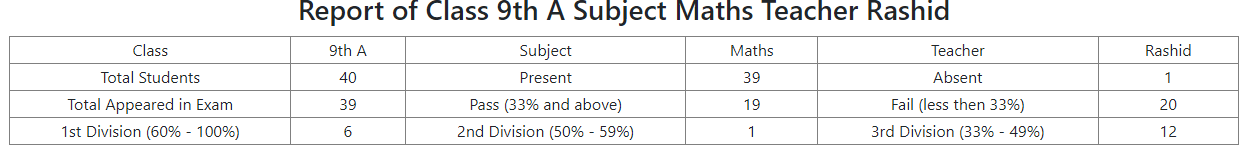 Report of Class 9th A Subject Maths Teacher Rashid
Class 9th A Subject Maths Teacher Rashid
Total Students 40 Present 39 Absent 1
Total Appeared in Exam 39 Pass (33% and above) 19 Fail (less then 33%) 20
1st Division (60% - 100%) 6 2nd Division (50% - 59%) 1 3rd Division (33% - 49%) 12